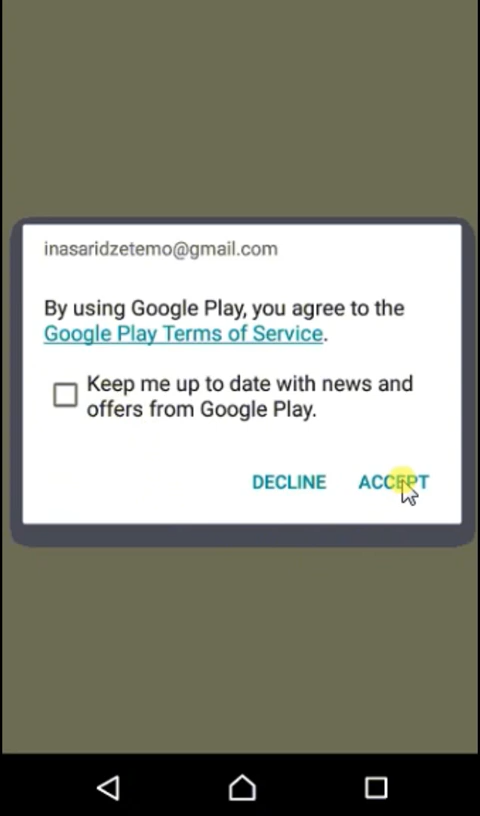 inasaridzetemo@gmail.com
By using Google Play, you agree to the
Google Play Terms of Service.
Keep me up to date with news and
offers from Google Play.
DECLINE ACCEPT